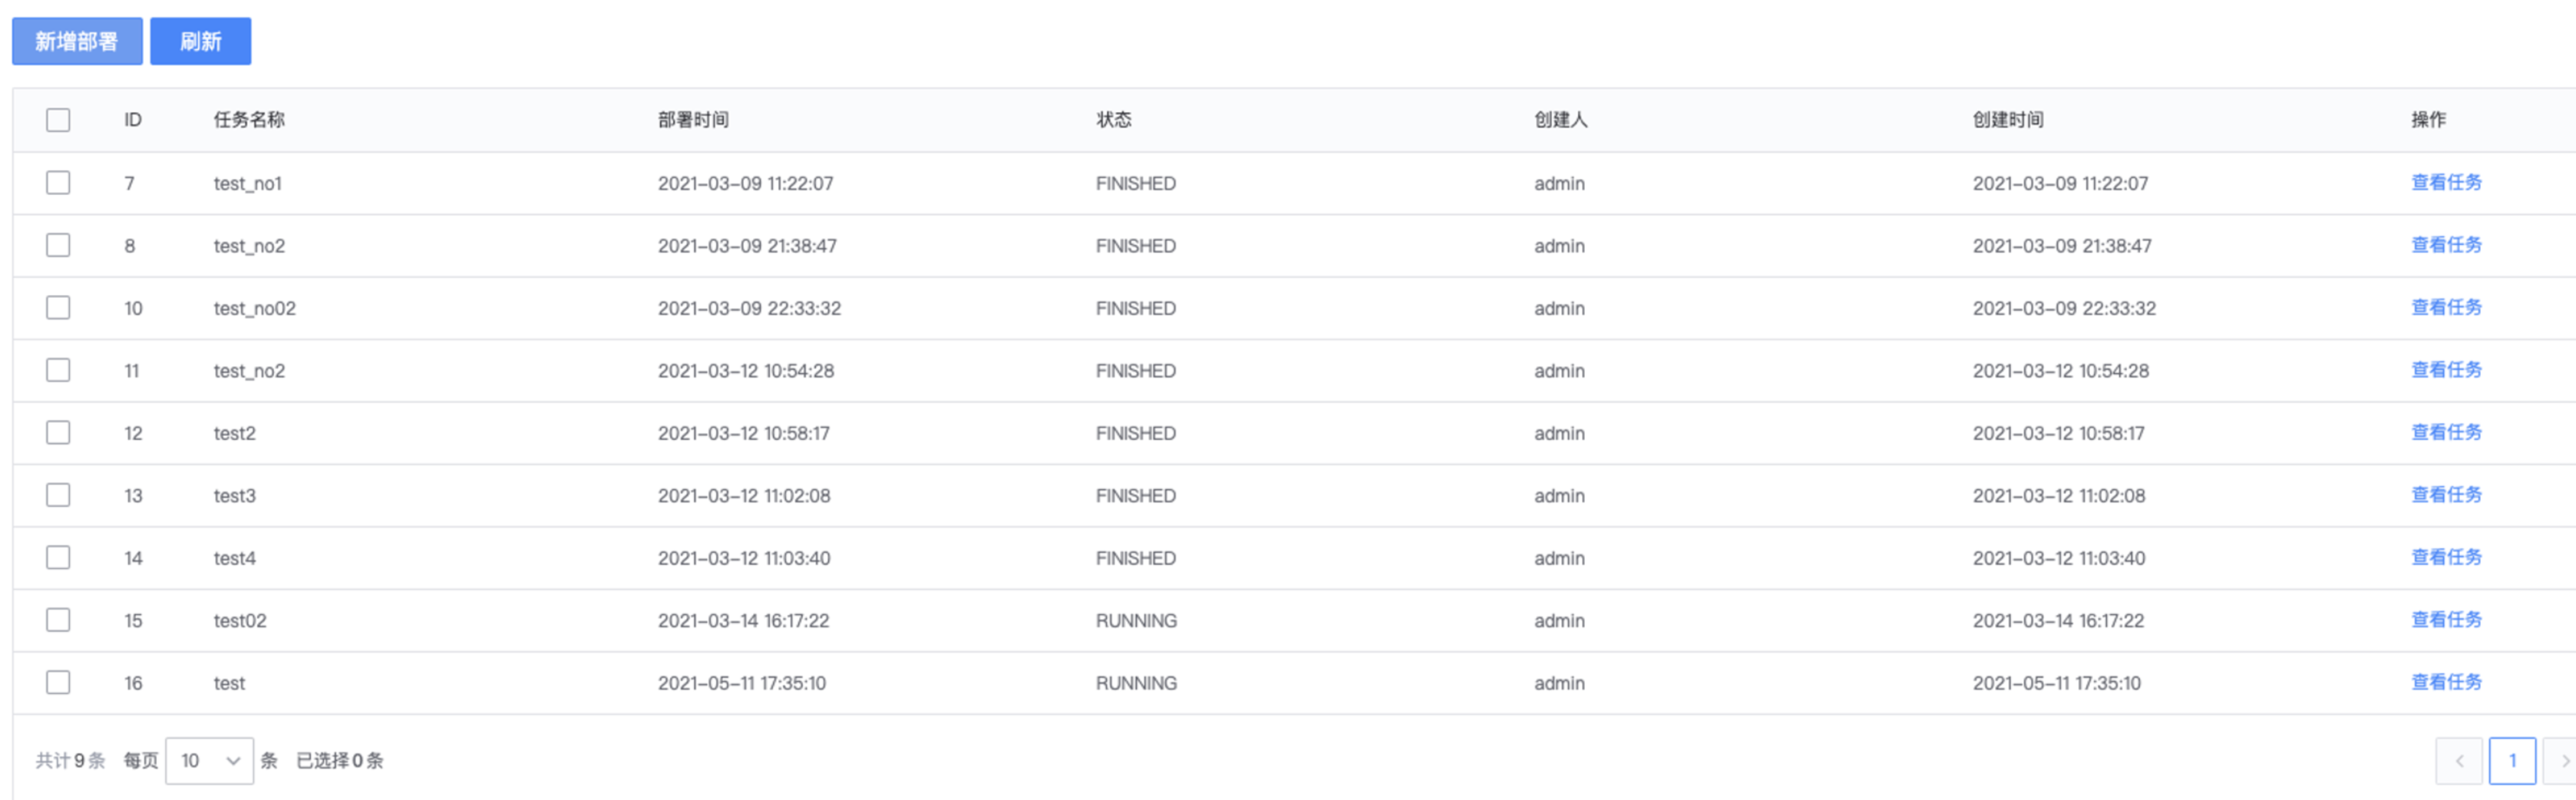 新增部署 刷新
ID 任务名称 部署时间 状态 创建人 创建时间 操作
7 test_no1 2021-03-09 11:22:07 FINISHED admin 2021-03-09 11:22:07 查看任务
8 test_no2 2021-03-09 21:38:47 FINISHED admin 2021-03-09 21:38:47 查看任务
10 test_no02 2021-03-09 22:33:32 FINISHED admin 2021-03-09 22:33:32 查看任务
11 test_no2 2021-03-12 10:54:28 FINISHED admin 2021-03-12 10:54:28 查看任务
12 test2 2021-03-12 10:58:17 FINISHED admin 2021-03-12 10:58:17 查看任务
13 test3 2021-03-12 11:02:08 FINISHED admin 2021-03-12 11:02:08 查看任务
14 test4 2021-03-12 11:03:40 FINISHED admin 2021-03-12 11:03:40 查看任务
15 test02 2021-03-14 16:17:22 RUNNING admin 2021-03-14 16:17:22 查看任务
16 test 2021-05-11 17:35:10 RUNNING admin 2021-05-11 17:35:10 查看任务
共计 9 条 每页 10 条 已选择 0 条 1